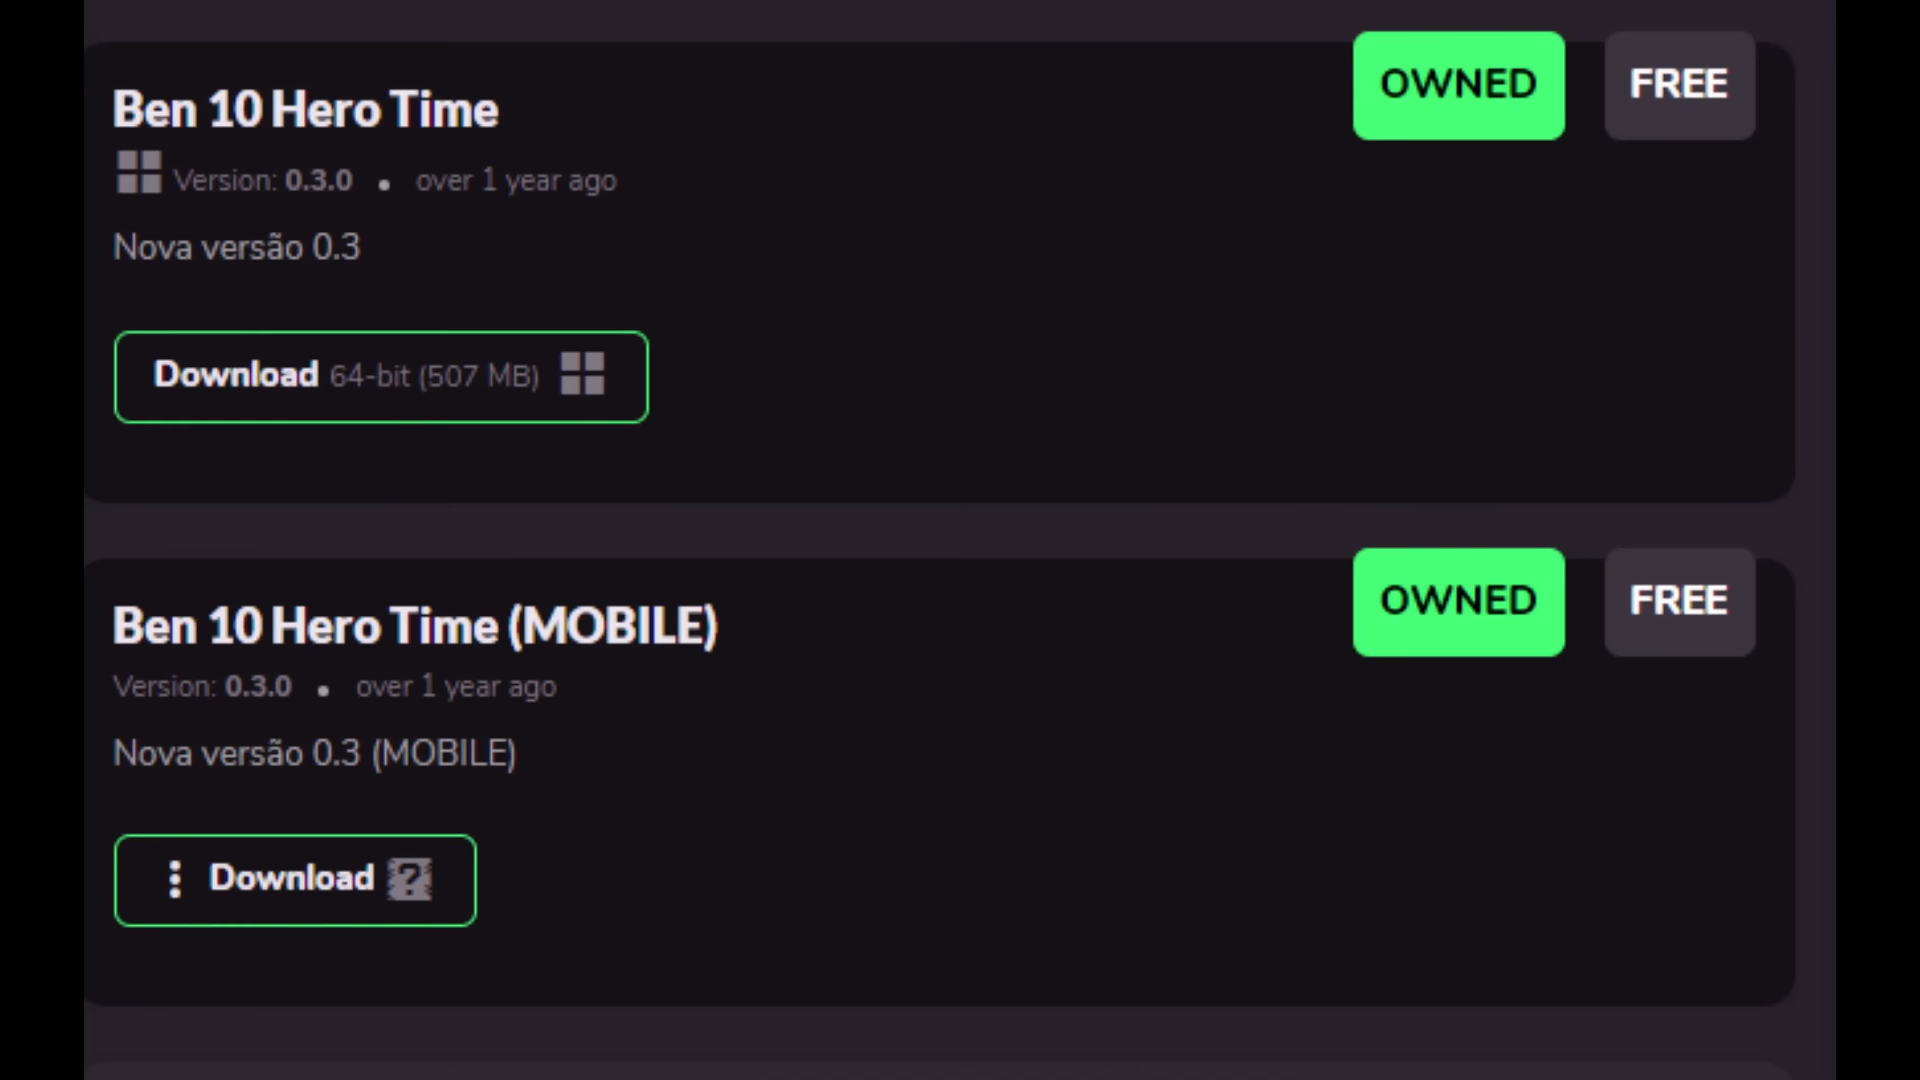 Ben 10 Hero Time
OWNED
FREE
Version: 0.3.0 • over 1 year ago
Nova versão 0.3
Download 64-bit (507 MB)
Ben 10 Hero Time (MOBILE)
OWNED
FREE
Version: 0.3.0 • over 1 year ago
Nova versão 0.3 (MOBILE)
Download ?